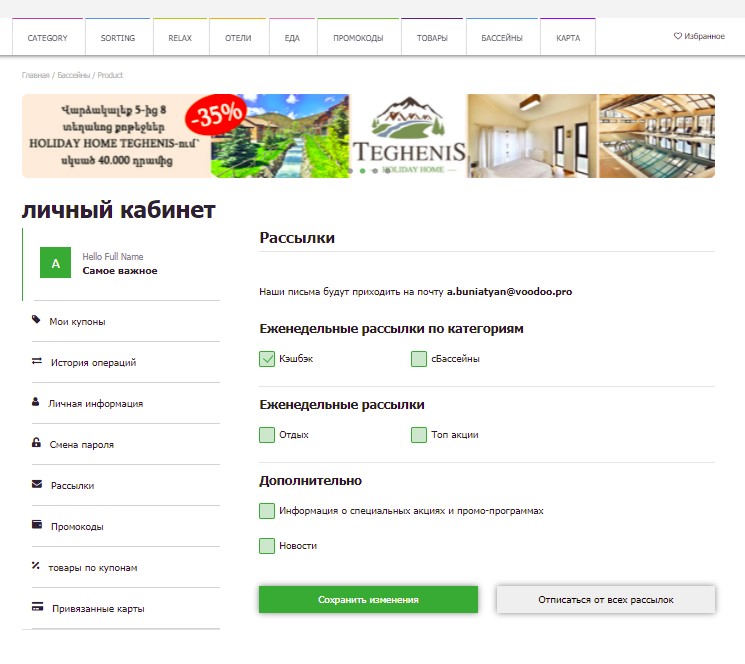 CATEGORY
SORTING
RELAX
ОТЕЛИ
ЕДА
ПРОМОКОДЫ
ТОВАРЫ
БАССЕЙНЫ
КАРТА
Избранное
Главная / Бассейны / Product
Վարձակալեք 5-ից 8
տեղանոց քոթեջներ
HOLIDAY HOME TEGHENIS-ում՝
սկսած 40.000 դրամից
-35%
TEGHENIS
HOLIDAY HOME
личный кабинет
A
Hello Full Name
Самое важное
Мои купоны
История операций
Личная информация
Смена пароля
Рассылки
Промокоды
товары по купонам
Привязанные карты
Рассылки
Наши письма будут приходить на почту a.buniatyan@voodoo.pro
Еженедельные рассылки по категориям
Кэшбэк
сБассейны
Еженедельные рассылки
Отдых
Топ акции
Дополнительно
Информация о специальных акциях и промо-программах
Новости
Сохранить изменения
Отписаться от всех рассылок